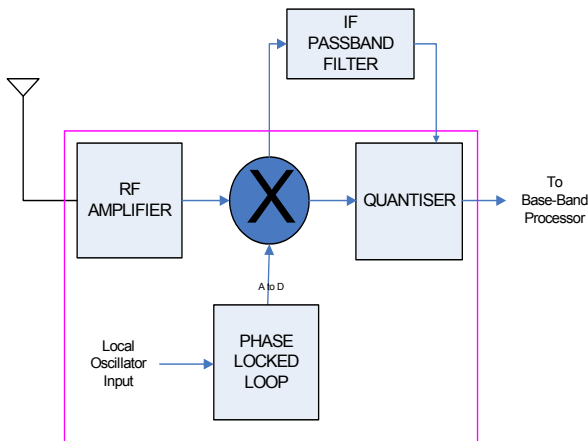 IF
PASSBAND
FILTER
RF
AMPLIFIER
X
QUANTISER
To
Base-Band
Processor
A to D
Local
Oscillator
Input
PHASE
LOCKED
LOOP